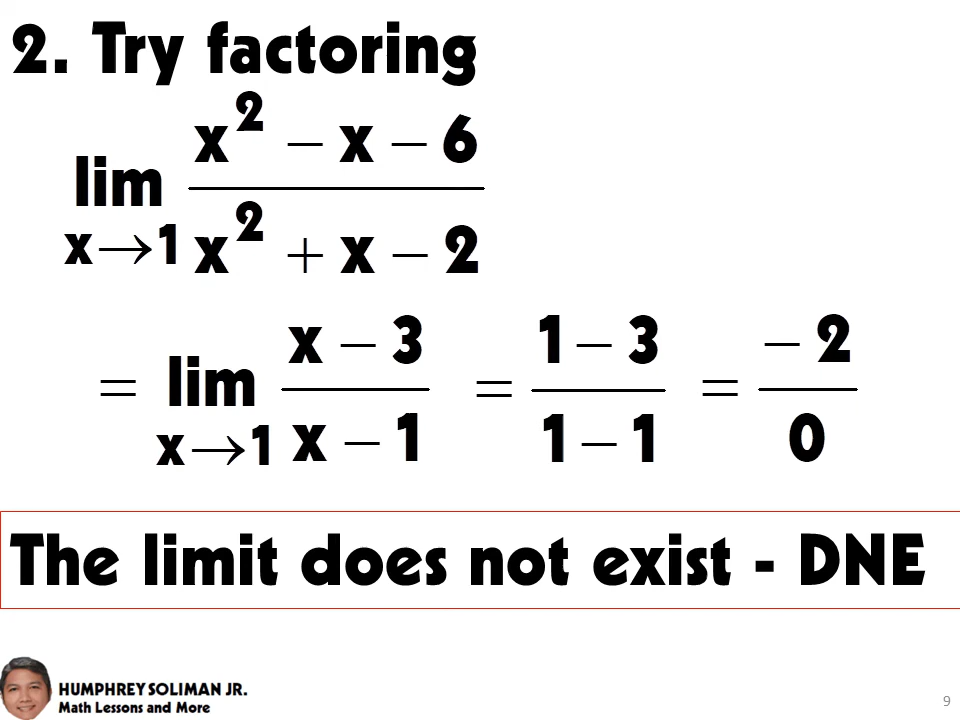 2. Try factoring
lim x→1 x² − x − 6 / x² + x − 2
= lim x→1 x − 3 / x − 1 = 1 − 3 / 1 − 1 = − 2 / 0
The limit does not exist - DNE
HUMPHREY SOLIMAN JR.
Math Lessons and More
9